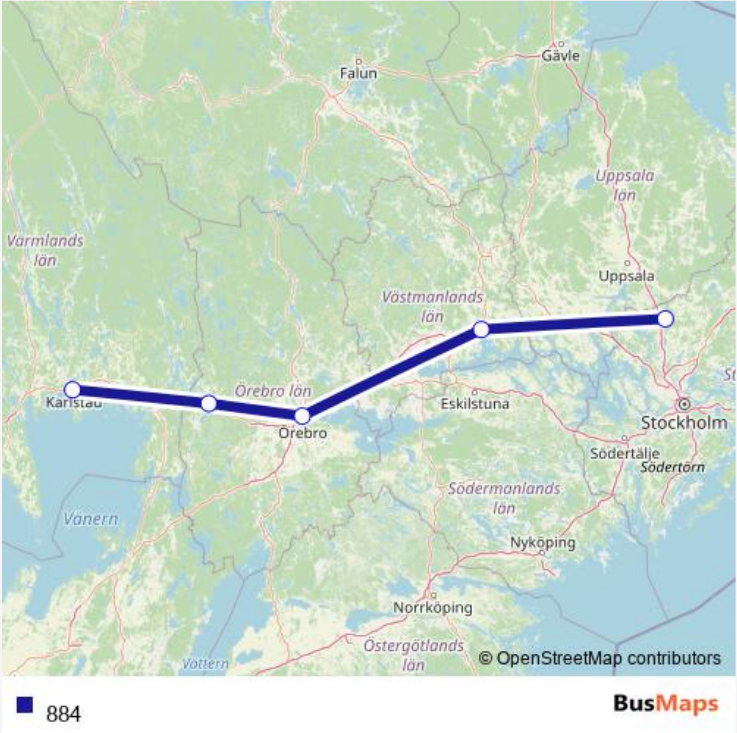 Falun
Gävle
Uppsala
län
Värmlands
län
Uppsala
Västmanlands
län
Örebro län
Karlstad
Eskilstuna
Stockholm
Örebro
Södertälje
Södertörn
Södermanlands
län
Vänern
Nyköping
Norrköping
Östergötlands
län
Vättern
© OpenStreetMap contributors
884
BusMaps